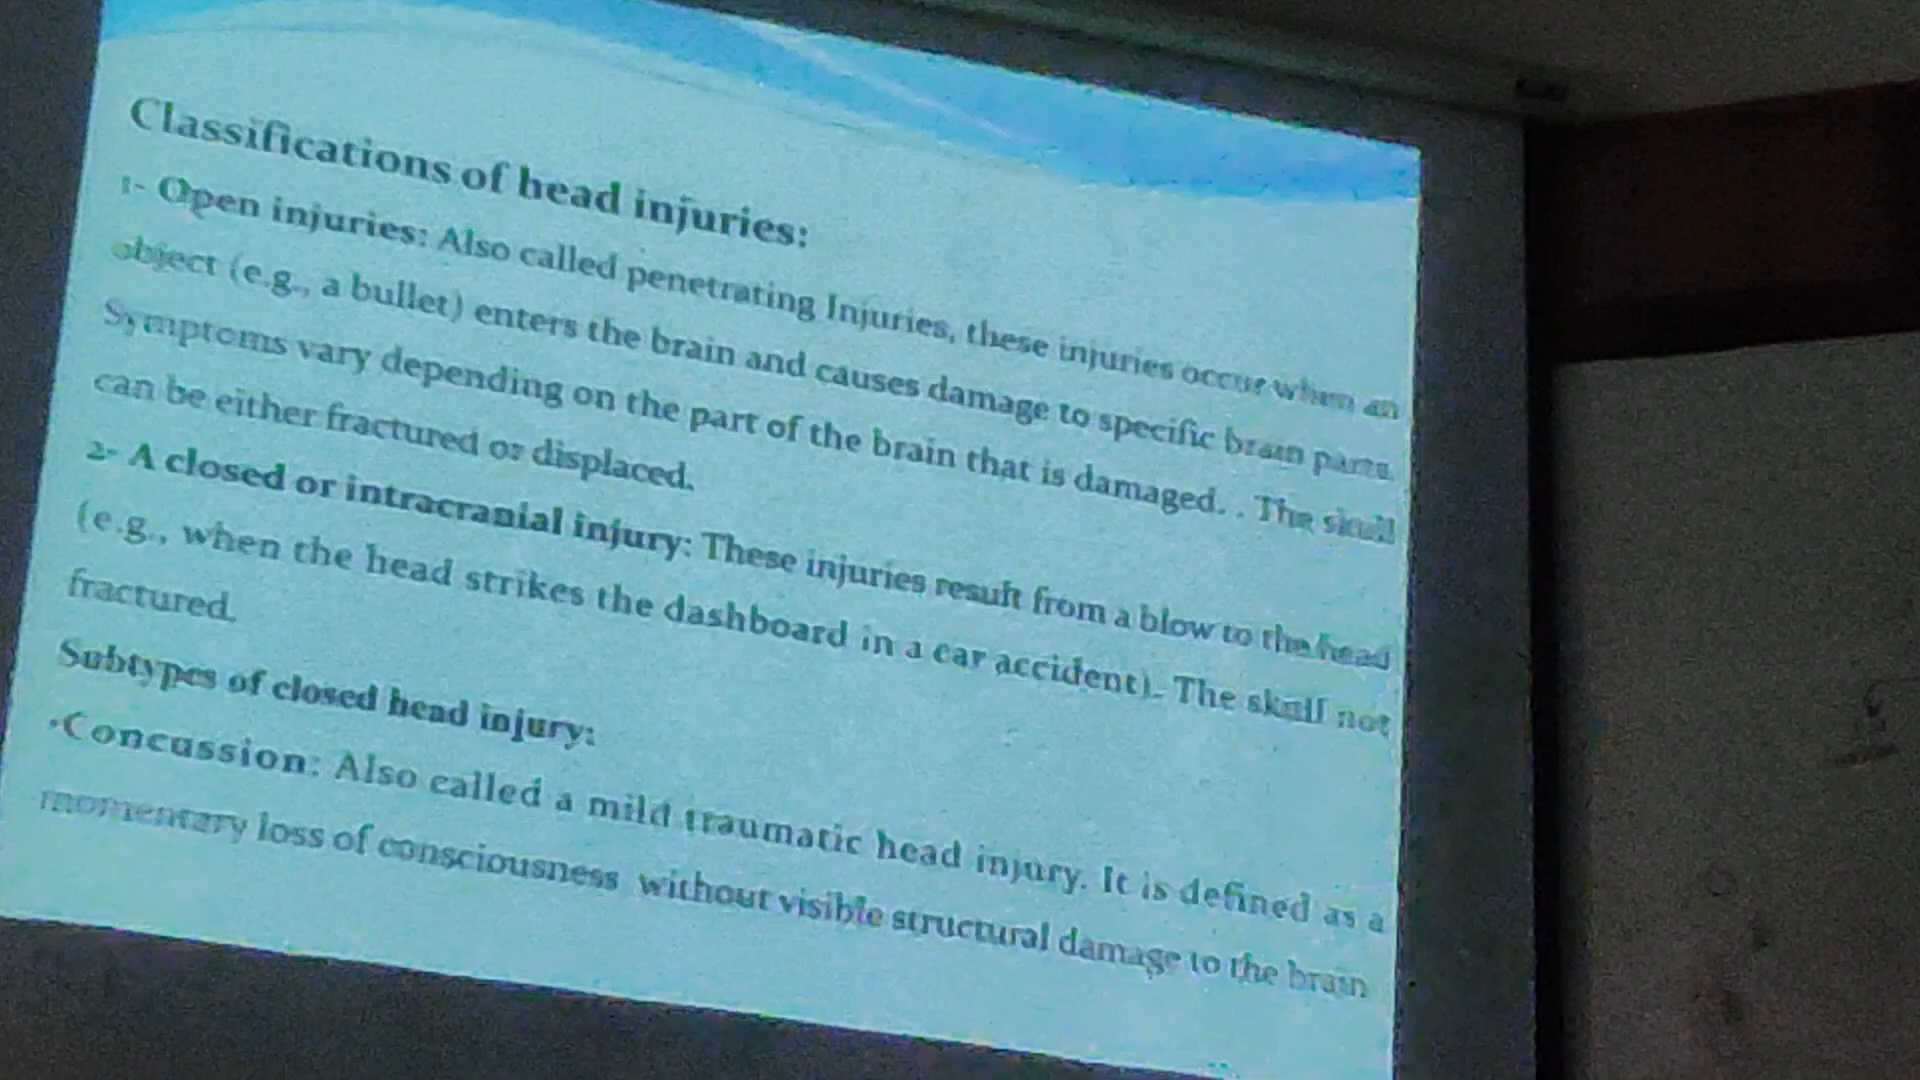 Classifications of head injuries:
1- Open injuries: Also called penetrating Injuries, these injuries occur when an
object (e.g., a bullet) enters the brain and causes damage to specific brain parts.
Symptoms vary depending on the part of the brain that is damaged. . The skull
can be either fractured or displaced.
2- A closed or intracranial injury: These injuries result from a blow to the head
(e.g., when the head strikes the dashboard in a car accident). The skull not
fractured.
Subtypes of closed head injury:
•Concussion: Also called a mild traumatic head injury. It is defined as a
momentary loss of consciousness without visible structural damage to the brain